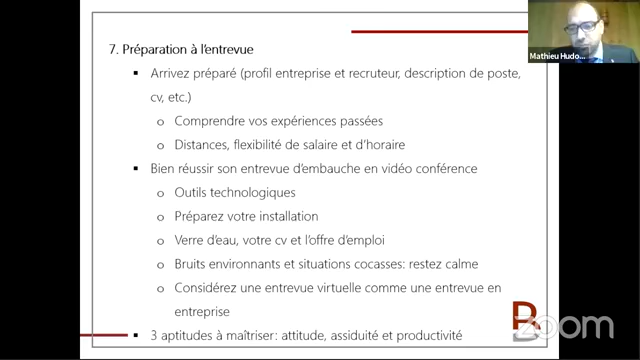 7. Préparation à l'entrevue
▪ Arrivez préparé (profil entreprise et recruteur, description de poste,
cv, etc.)
o Comprendre vos expériences passées
o Distances, flexibilité de salaire et d'horaire
▪ Bien réussir son entrevue d'embauche en vidéo conférence
o Outils technologiques
o Préparez votre installation
o Verre d'eau, votre cv et l'offre d'emploi
o Bruits environnants et situations cocasses: restez calme
o Considérez une entrevue virtuelle comme une entrevue en
entreprise
▪ 3 aptitudes à maîtriser: attitude, assiduité et productivité
Mathieu Hudo...
R
zoom